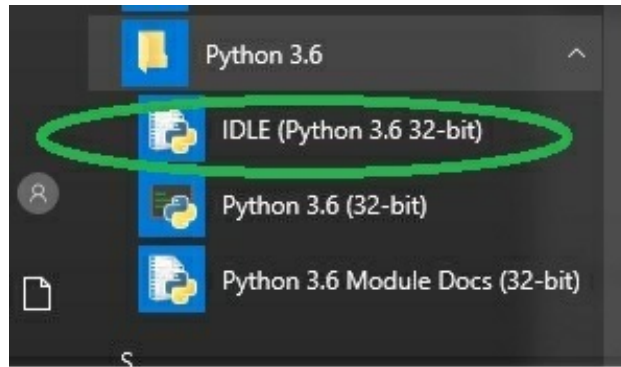 Python 3.6
IDLE (Python 3.6 32-bit)
Python 3.6 (32-bit)
Python 3.6 Module Docs (32-bit)
S